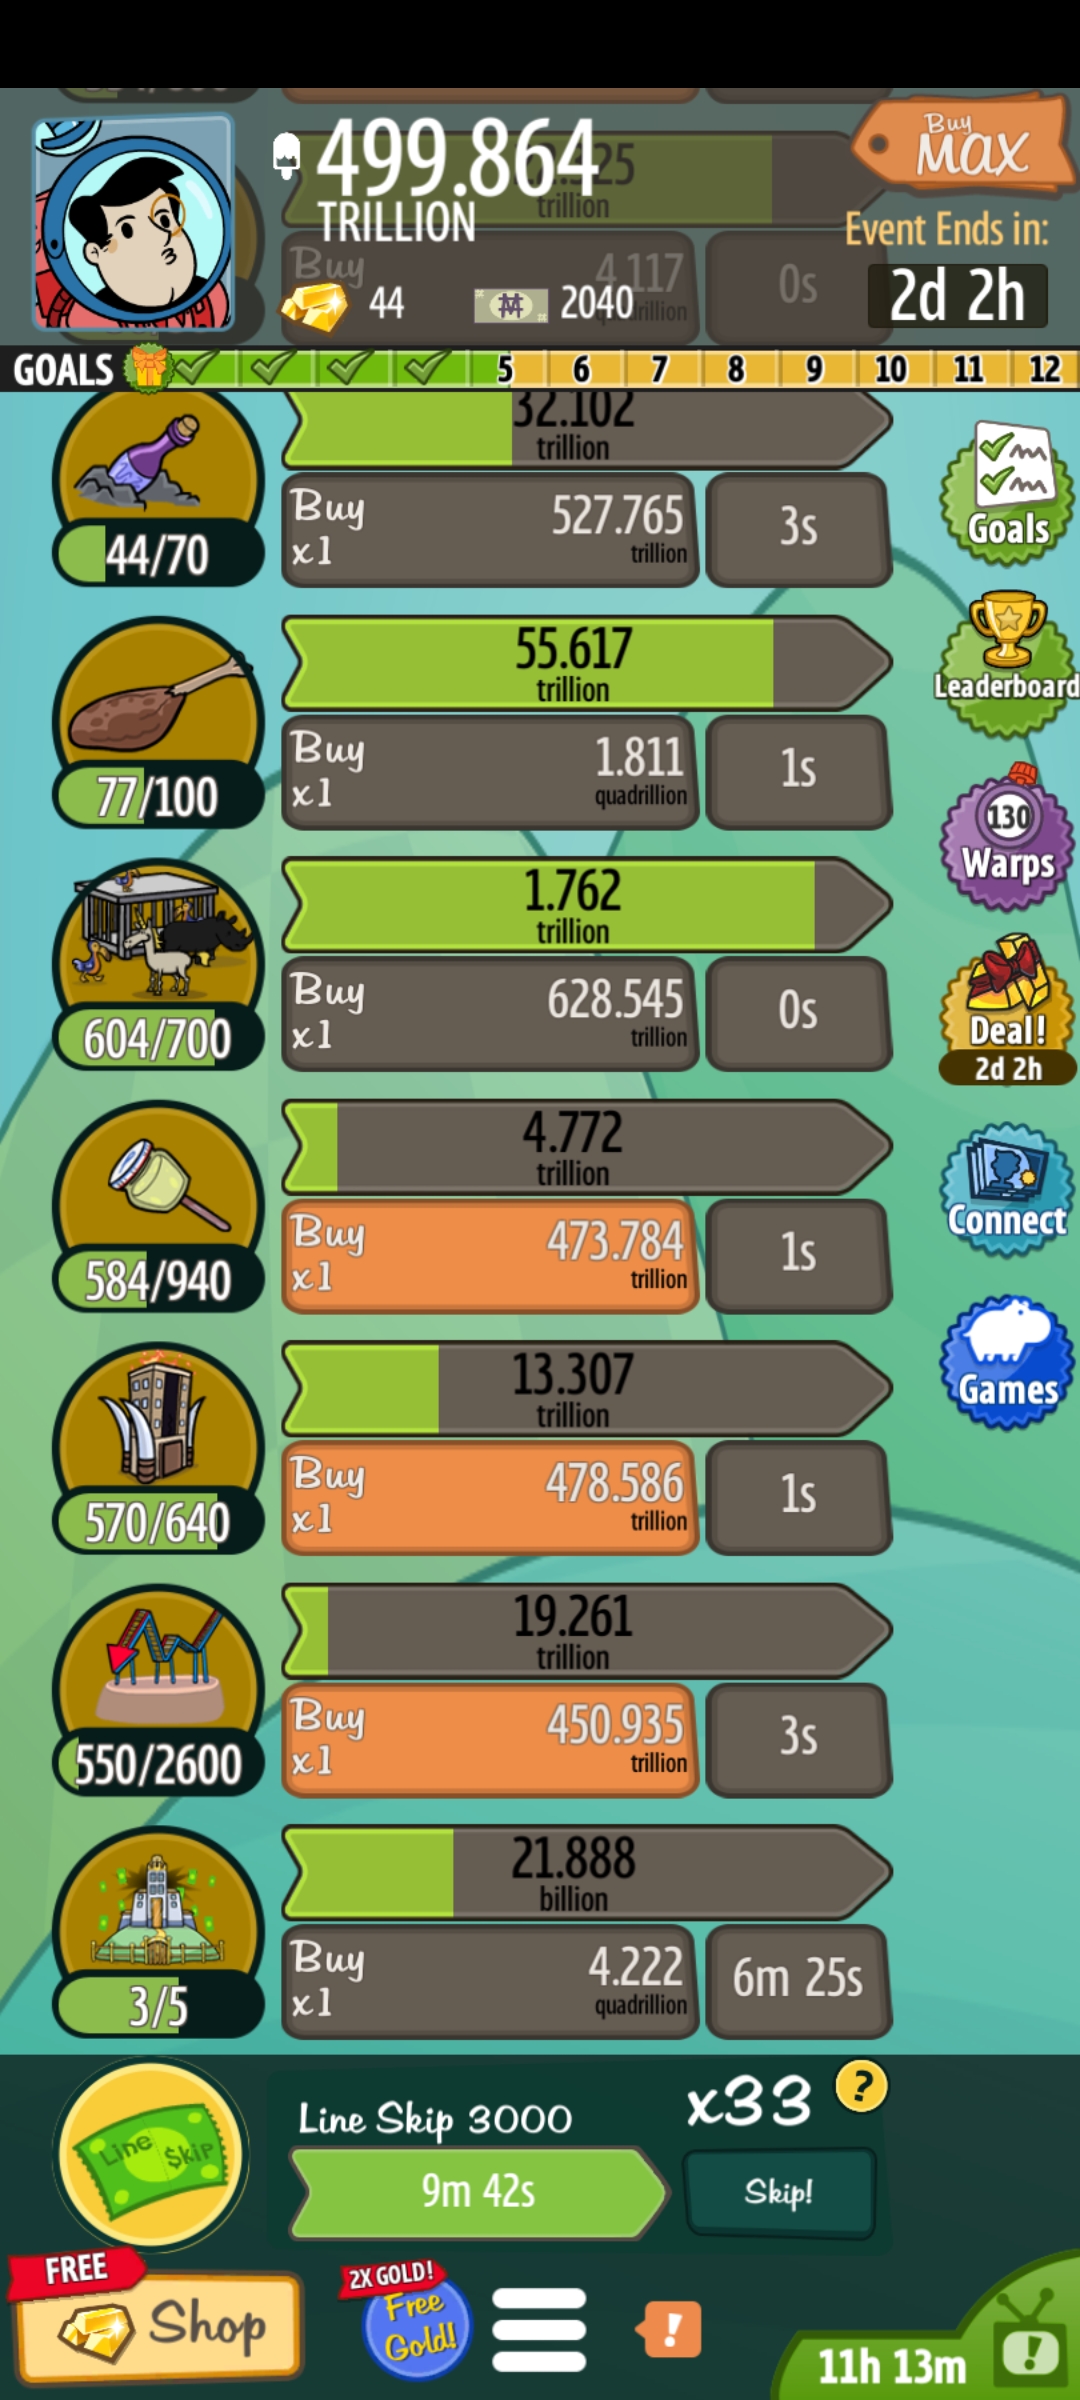 499.864
TRILLION
trillion
Buy
4.117
0s
44
2040
Buy
MAX
Event Ends in:
2d 2h
GOALS
5
6
7
8
9
10
11
12
32.102
trillion
44/70
Buy
x1
527.765
trillion
3s
Goals
55.617
trillion
77/100
Buy
x1
1.811
quadrillion
1s
Leaderboard
130
Warps
1.762
trillion
604/700
Buy
x1
628.545
trillion
0s
Deal!
2d 2h
4.772
trillion
584/940
Buy
x1
473.784
trillion
1s
Connect
13.307
trillion
570/640
Buy
x1
478.586
trillion
1s
Games
19.261
trillion
550/2600
Buy
x1
450.935
trillion
3s
21.888
billion
3/5
Buy
x1
4.222
quadrillion
6m 25s
Line $kip
Line Skip 3000
x33
?
9m 42s
Skip!
FREE
Shop
2X GOLD!
Free
Gold!
!
11h 13m
!